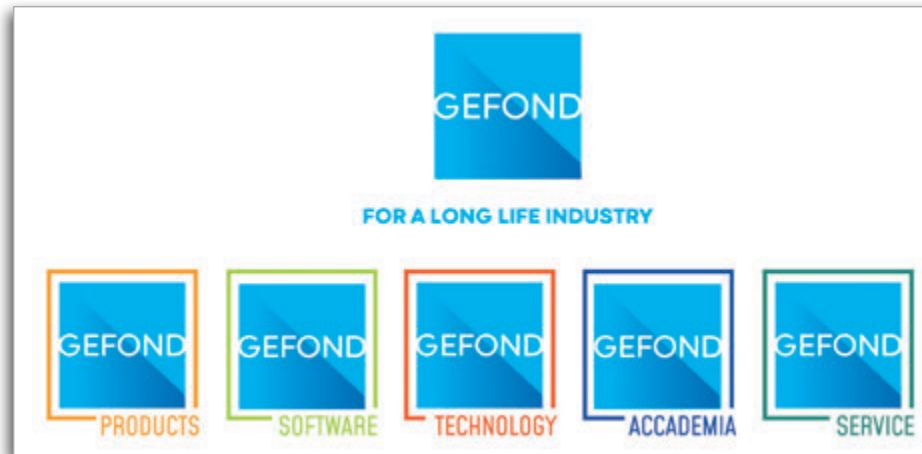 GEFOND
FOR A LONG LIFE INDUSTRY
GEFOND GEFOND GEFOND GEFOND GEFOND
PRODUCTS SOFTWARE TECHNOLOGY ACCADEMIA SERVICE